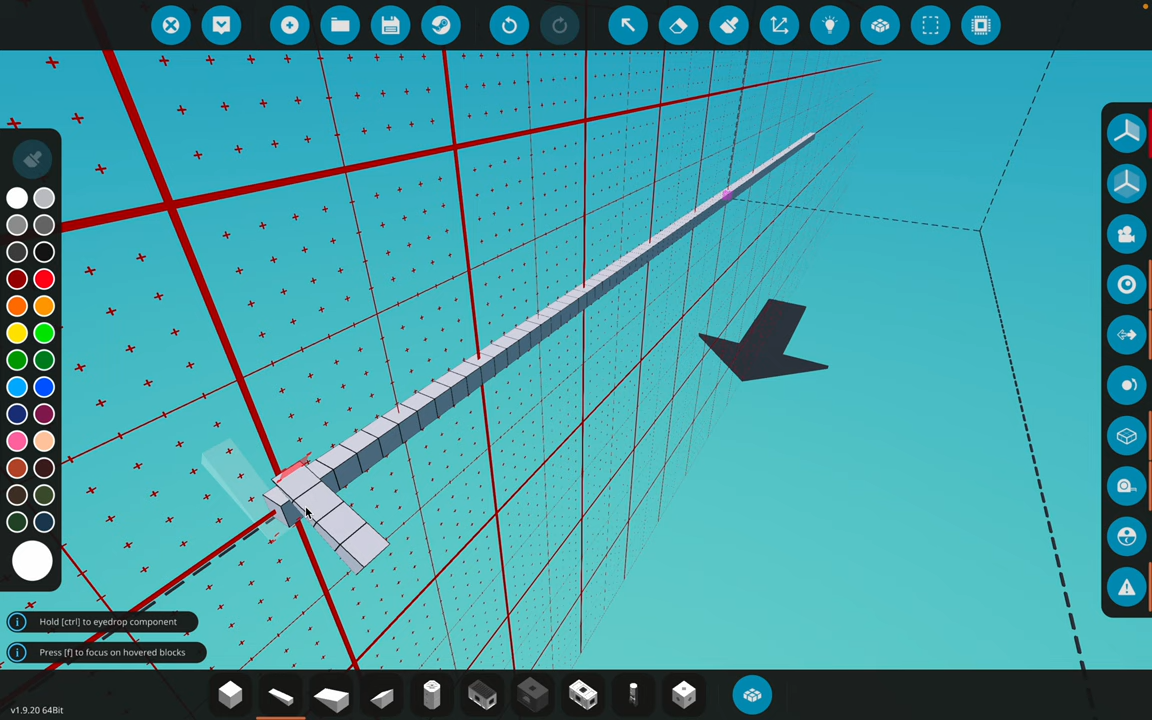 Hold [ctrl] to eyedrop component
Press [f] to focus on hovered blocks
v1.9.20 64Bit